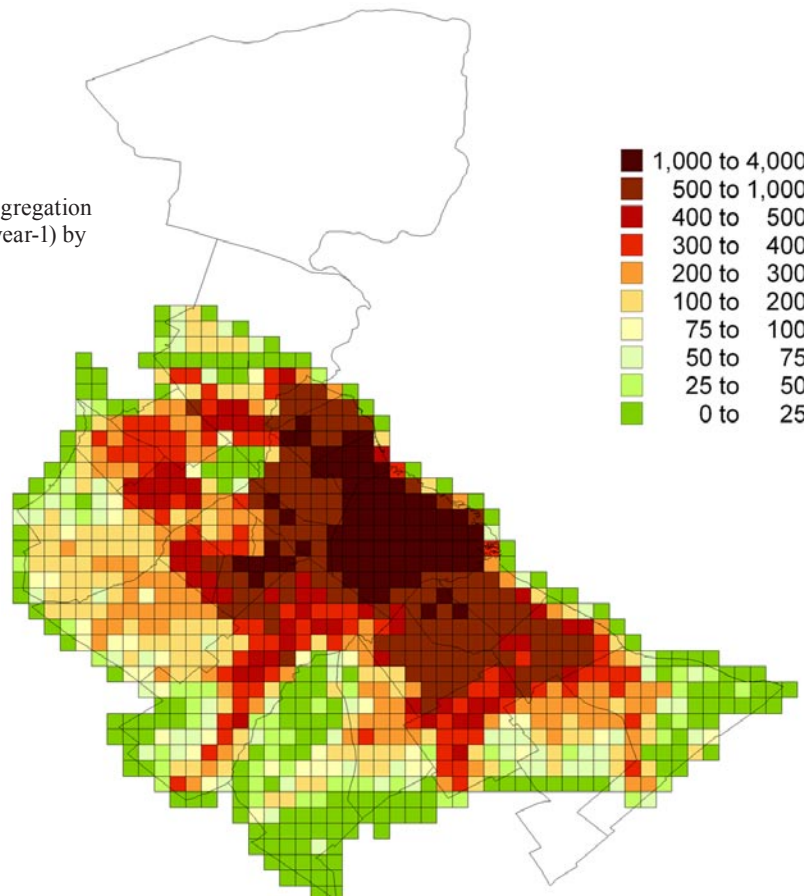 gregation
year-1) by
1,000 to 4,000
500 to 1,000
400 to 500
300 to 400
200 to 300
100 to 200
75 to 100
50 to 75
25 to 50
0 to 25